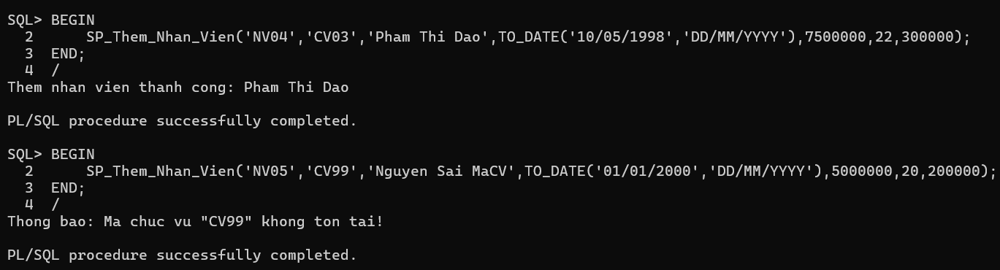 SQL> BEGIN
  2      SP_Them_Nhan_Vien('NV04','CV03','Pham Thi Dao',TO_DATE('10/05/1998','DD/MM/YYYY'),7500000,22,300000);
  3  END;
  4  /
Them nhan vien thanh cong: Pham Thi Dao
PL/SQL procedure successfully completed.
SQL> BEGIN
  2      SP_Them_Nhan_Vien('NV05','CV99','Nguyen Sai MaCV',TO_DATE('01/01/2000','DD/MM/YYYY'),5000000,20,200000);
  3  END;
  4  /
Thong bao: Ma chuc vu "CV99" khong ton tai!
PL/SQL procedure successfully completed.